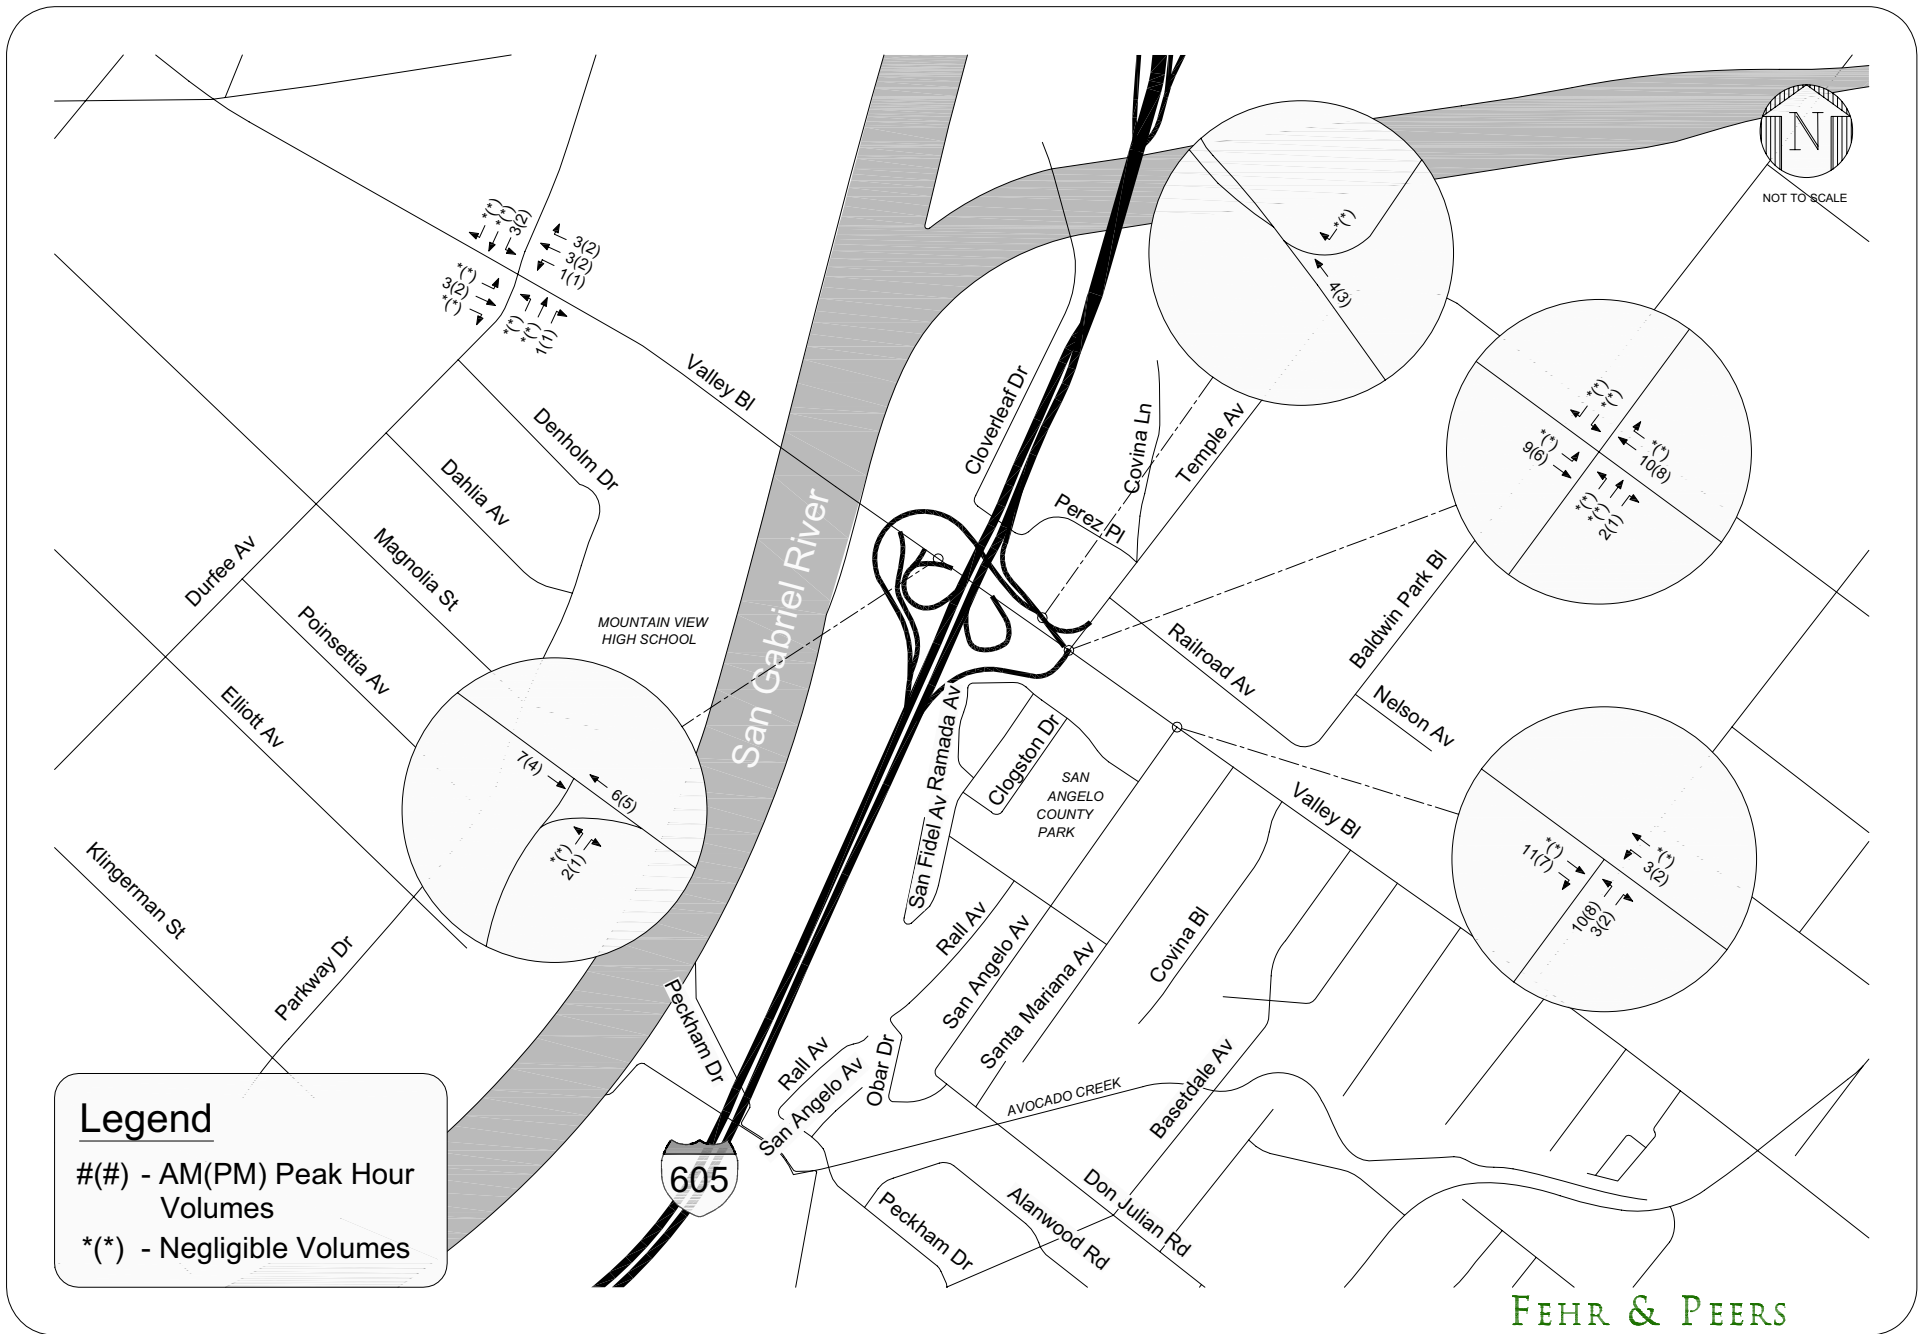 N
NOT TO SCALE
*(*)
*(*)
3(2)
3(2)
3(2)
1(1)
*(*)
3(2)
*(*)
*(*)
*(*)
1(1)
*(*)
4(3)
Valley Bl
Cloverleaf Dr
Covina Ln
Temple Av
Perez Pl
*(*)
*(*)
*(*)
9(6)
*(*)
10(8)
*(*)
*(*)
2(1)
Denholm Dr
Dahlia Av
Magnolia St
Durfee Av
Poinsettia Av
Elliott Av
MOUNTAIN VIEW
HIGH SCHOOL
San Gabriel River
Railroad Av
Baldwin Park Bl
Nelson Av
7(4)
6(5)
*(*)
2(1)
Ramada Av
San Fidel Av
Clogston Dr
SAN
ANGELO
COUNTY
PARK
Valley Bl
*(*)
11(7)
*(*)
3(2)
10(8)
3(2)
Klingerman St
Parkway Dr
Rall Av
San Angelo Av
Santa Mariana Av
Covina Bl
Peckham Dr
Rall Av
San Angelo Av
Obar Dr
AVOCADO CREEK
Basetdale Av
605
Peckham Dr
Alanwood Rd
Don Julian Rd
Legend
#(#) - AM(PM) Peak Hour
Volumes
*(*) - Negligible Volumes
FEHR & PEERS